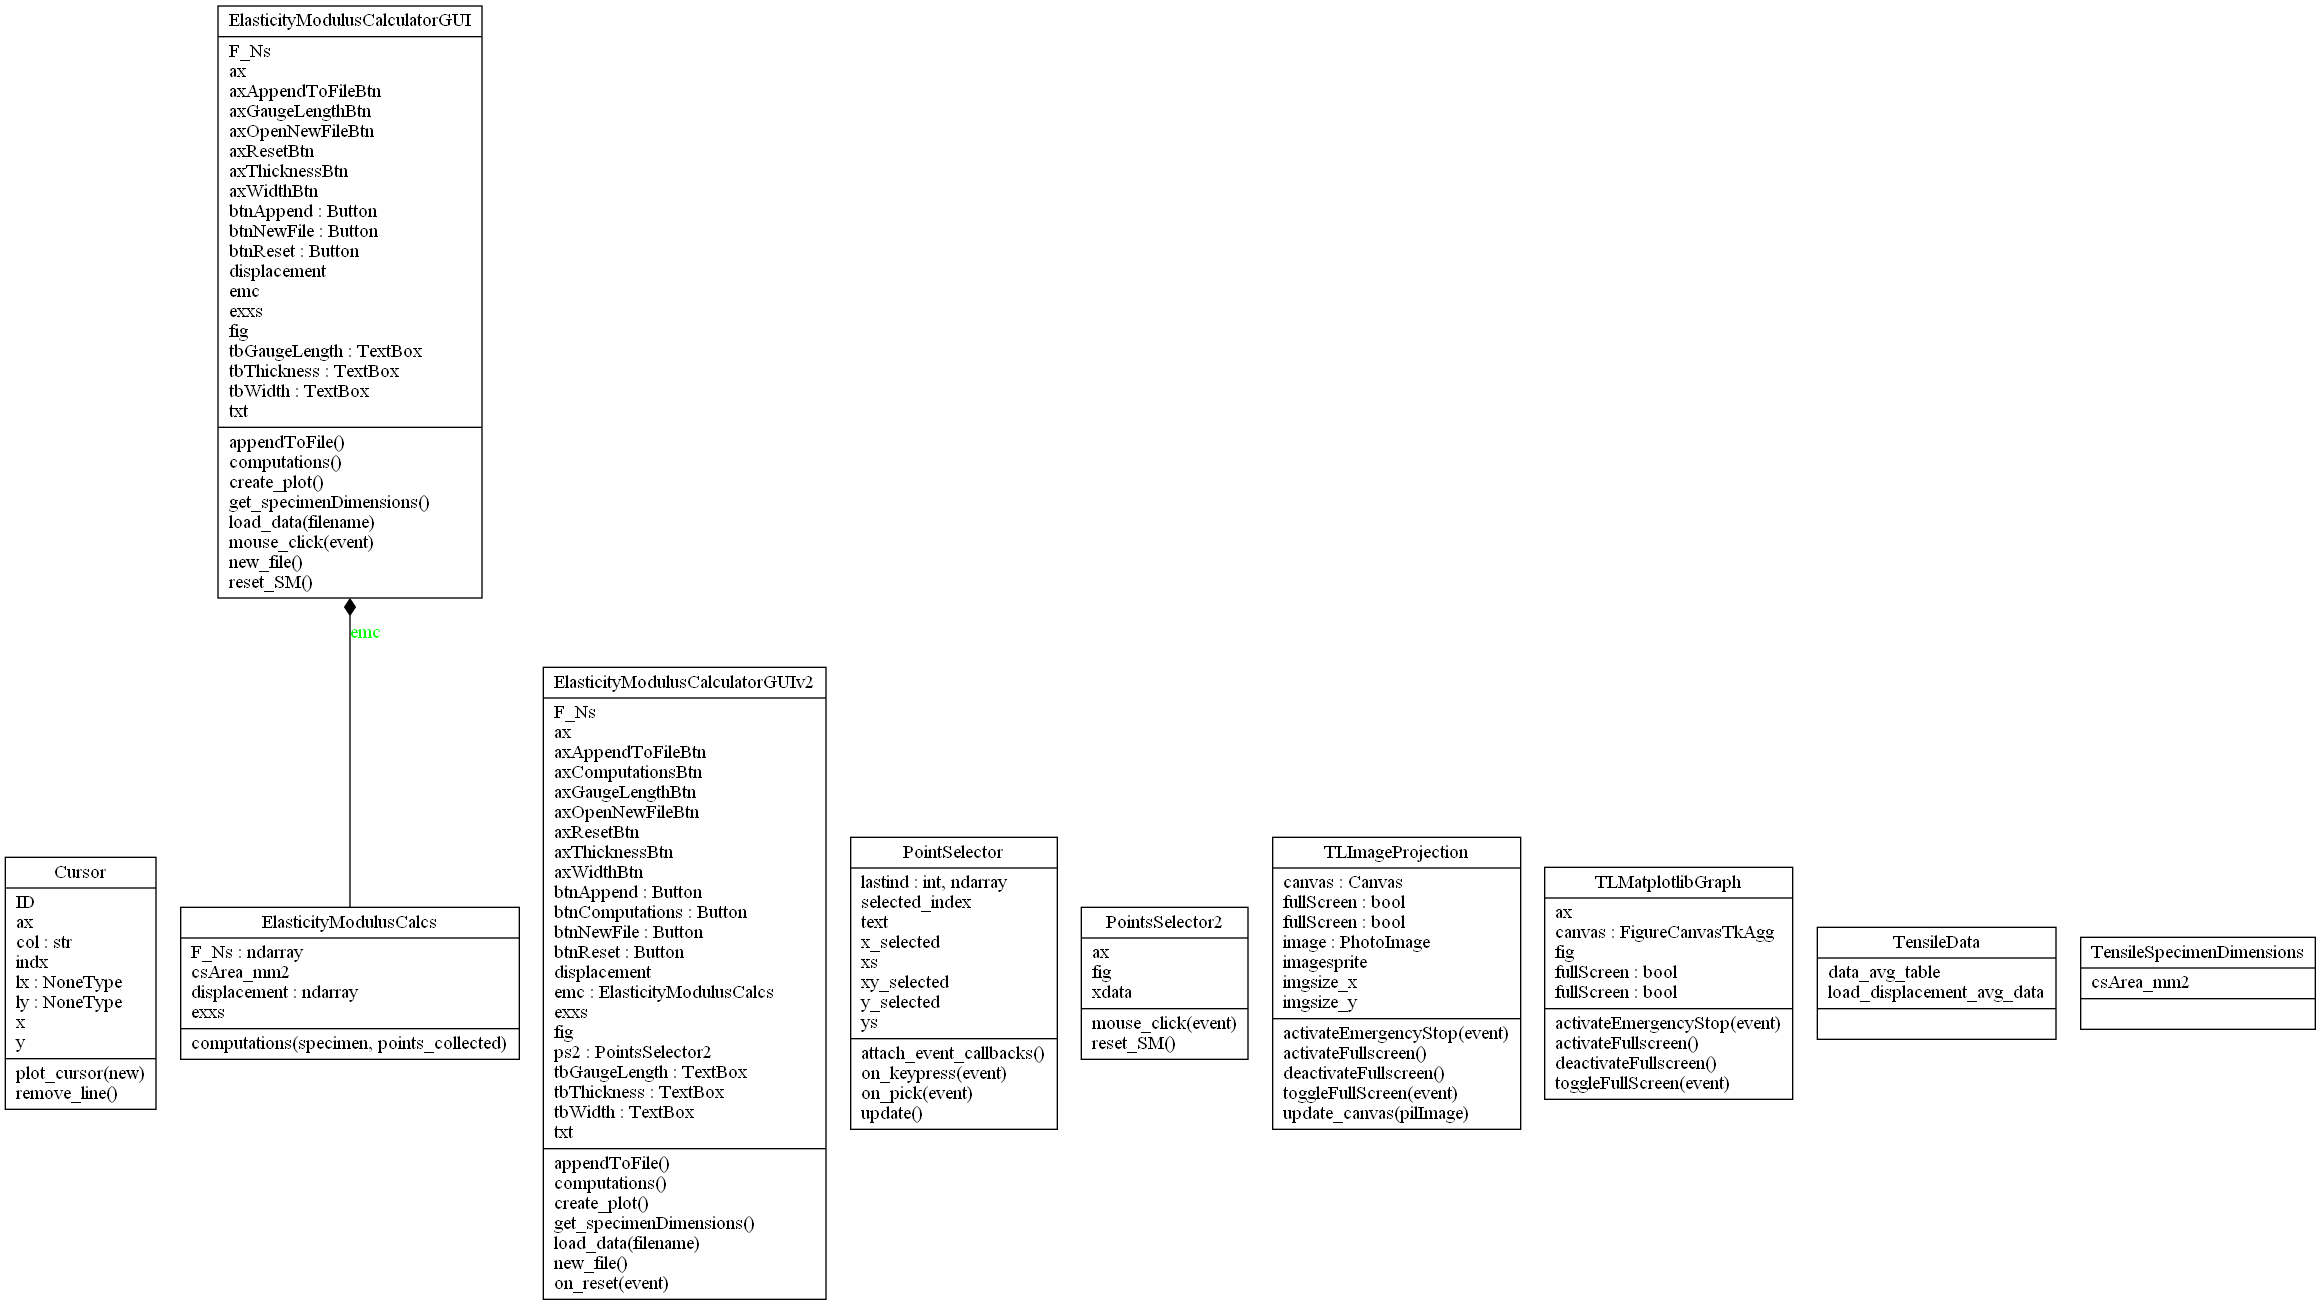 ElasticityModulusCalculatorGUI
F_Ns
ax
axAppendToFileBtn
axGaugeLengthBtn
axOpenNewFileBtn
axResetBtn
axThicknessBtn
axWidthBtn
btnAppend : Button
btnNewFile : Button
btnReset : Button
displacement
emc
exxs
fig
tbGaugeLength : TextBox
tbThickness : TextBox
tbWidth : TextBox
txt
appendToFile()
computations()
create_plot()
get_specimenDimensions()
load_data(filename)
mouse_click(event)
new_file()
reset_SM()
emc
Cursor
ID
ax
col : str
indx
lx : NoneType
ly : NoneType
x
y
plot_cursor(new)
remove_line()
ElasticityModulusCalcs
F_Ns : ndarray
csArea_mm2
displacement : ndarray
exxs
computations(specimen, points_collected)
ElasticityModulusCalculatorGUIv2
F_Ns
ax
axAppendToFileBtn
axComputationsBtn
axGaugeLengthBtn
axOpenNewFileBtn
axResetBtn
axThicknessBtn
axWidthBtn
btnAppend : Button
btnComputations : Button
btnNewFile : Button
btnReset : Button
displacement
emc : ElasticityModulusCalcs
exxs
fig
ps2 : PointsSelector2
tbGaugeLength : TextBox
tbThickness : TextBox
tbWidth : TextBox
txt
appendToFile()
computations()
create_plot()
get_specimenDimensions()
load_data(filename)
new_file()
on_reset(event)
PointSelector
lastind : int, ndarray
selected_index
text
x_selected
xs
xy_selected
y_selected
ys
attach_event_callbacks()
on_keypress(event)
on_pick(event)
update()
PointsSelector2
ax
fig
xdata
mouse_click(event)
reset_SM()
TLImageProjection
canvas : Canvas
fullScreen : bool
fullScreen : bool
image : PhotoImage
imagesprite
imgsize_x
imgsize_y
activateEmergencyStop(event)
activateFullscreen()
deactivateFullscreen()
toggleFullScreen(event)
update_canvas(pilImage)
TLMatplotlibGraph
ax
canvas : FigureCanvasTkAgg
fig
fullScreen : bool
fullScreen : bool
activateEmergencyStop(event)
activateFullscreen()
deactivateFullscreen()
toggleFullScreen(event)
TensileData
data_avg_table
load_displacement_avg_data
TensileSpecimenDimensions
csArea_mm2